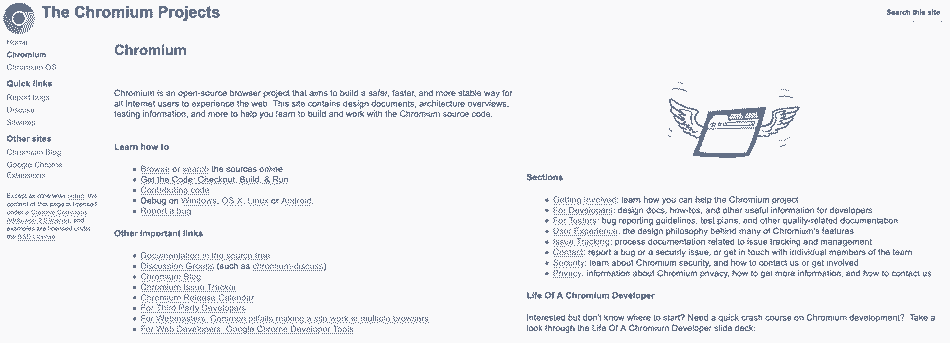 The Chromium Projects
Search this site
Home
Chromium
Chromium OS
Quick links
Report bugs
Discuss
Sitemap
Other sites
Chromium Blog
Google Chrome
Extensions
Except as otherwise noted, the
content of this page is licensed
under a Creative Commons
Attribution 2.5 license, and
examples are licensed under
the BSD License.
Chromium
Chromium is an open-source browser project that aims to build a safer, faster, and more stable way for
all Internet users to experience the web. This site contains design documents, architecture overviews,
testing information, and more to help you learn to build and work with the Chromium source code.
Learn how to
Browse or search the sources online
Get the Code: Checkout, Build, & Run
Contributing code
Debug on Windows, OS X, Linux or Android.
Report a bug
Other important links
Documentation in the source tree
Discussion Groups (such as chromium-discuss)
Chromium Blog
Chromium Issue Tracker
Chromium Release Calendar
For Third Party Developers
For Webmasters: Common pitfalls making a site work in multiple browsers
For Web Developers: Google Chrome Developer Tools
Sections
Getting Involved: learn how you can help the Chromium project
For Developers: design docs, how-tos, and other useful information for developers
For Testers: bug reporting guidelines, test plans, and other quality-related documentation
User Experience: the design philosophy behind many of Chromium's features
Issue Tracking: process documentation related to issue tracking and management
Contact: report a bug or a security issue, or get in touch with individual members of the team
Security: learn about Chromium security, and how to contact us or get involved
Privacy: information about Chromium privacy, how to get more information, and how to contact us
Life Of A Chromium Developer
Interested but don't know where to start? Need a quick crash course on Chromium development? Take a
look through the Life Of A Chromium Developer slide deck: